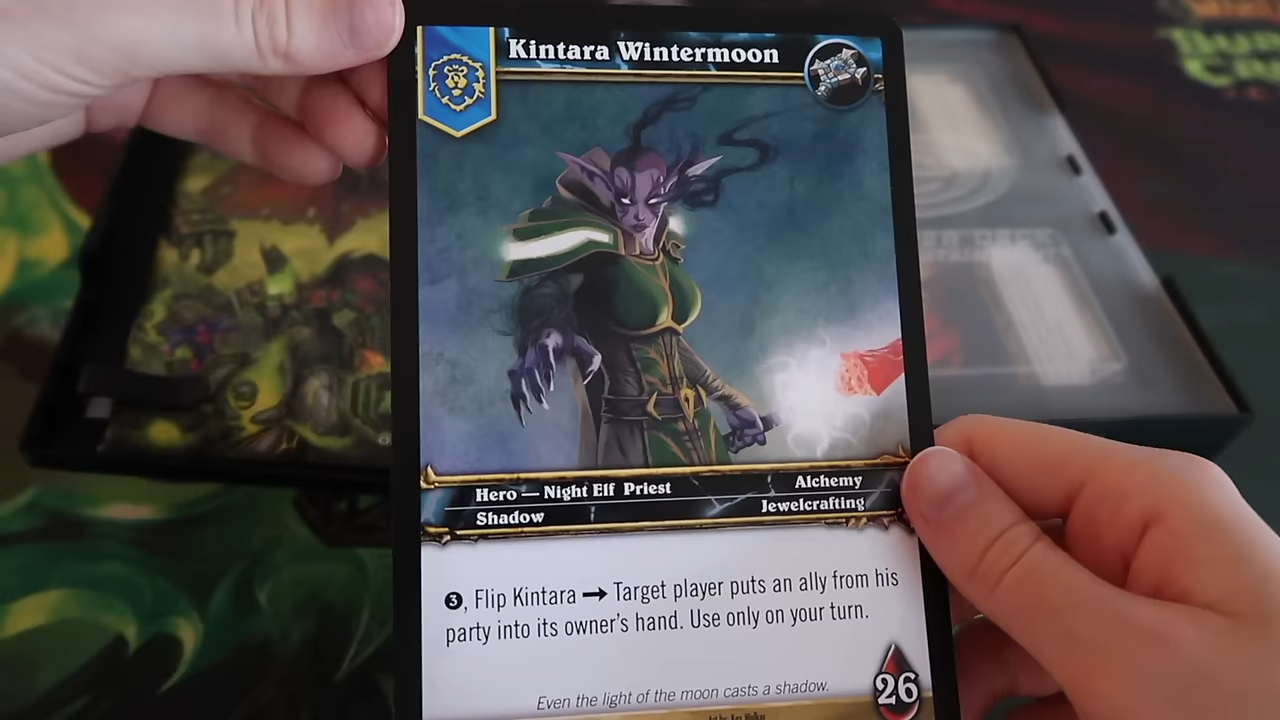 Kintara Wintermoon
Hero — Night Elf Priest
Alchemy
Shadow
Jewelcrafting
3, Flip Kintara → Target player puts an ally from his
party into its owner's hand. Use only on your turn.
Even the light of the moon casts a shadow.
26